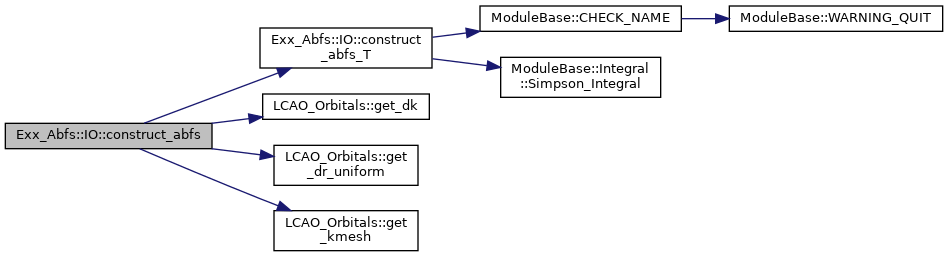 Exx_Abfs::IO::construct_abfs
Exx_Abfs::IO::construct
_abfs_T
LCAO_Orbitals::get_dk
LCAO_Orbitals::get
_dr_uniform
LCAO_Orbitals::get
_kmesh
ModuleBase::CHECK_NAME
ModuleBase::Integral
::Simpson_Integral
ModuleBase::WARNING_QUIT